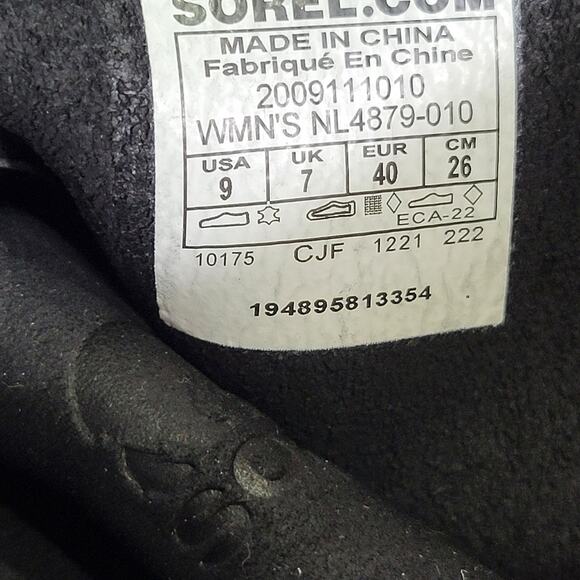 SOREL.COM
MADE IN CHINA
Fabriqué En Chine
2009111010
WMN'S NL4879-010
USA UK EUR CM
9 7 40 26
ECA-22
10175 CJF 1221 222
194895813354